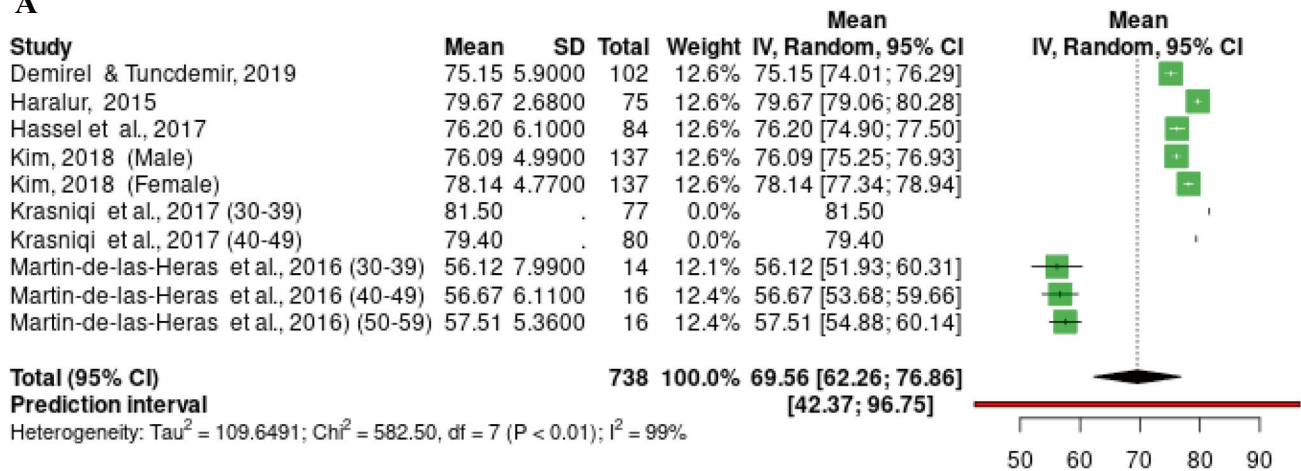 A
Mean Mean
Study Mean SD Total Weight IV, Random, 95% CI IV, Random, 95% CI
Demirel & Tuncdemir, 2019 75.15 5.9000 102 12.6% 75.15 [74.01; 76.29]
Haralur, 2015 79.67 2.6800 75 12.6% 79.67 [79.06; 80.28]
Hassel et al., 2017 76.20 6.1000 84 12.6% 76.20 [74.90; 77.50]
Kim, 2018 (Male) 76.09 4.9900 137 12.6% 76.09 [75.25; 76.93]
Kim, 2018 (Female) 78.14 4.7700 137 12.6% 78.14 [77.34; 78.94]
Krasniqi et al., 2017 (30-39) 81.50 . 77 0.0% 81.50
Krasniqi et al., 2017 (40-49) 79.40 . 80 0.0% 79.40
Martin-de-las-Heras et al., 2016 (30-39) 56.12 7.9900 14 12.1% 56.12 [51.93; 60.31]
Martin-de-las-Heras et al., 2016 (40-49) 56.67 6.1100 16 12.4% 56.67 [53.68; 59.66]
Martin-de-las-Heras et al., 2016) (50-59) 57.51 5.3600 16 12.4% 57.51 [54.88; 60.14]
Total (95% CI) 738 100.0% 69.56 [62.26; 76.86]
Prediction interval [42.37; 96.75]
Heterogeneity: Tau² = 109.6491; Chi² = 582.50, df = 7 (P < 0.01); I² = 99%
50 60 70 80 90